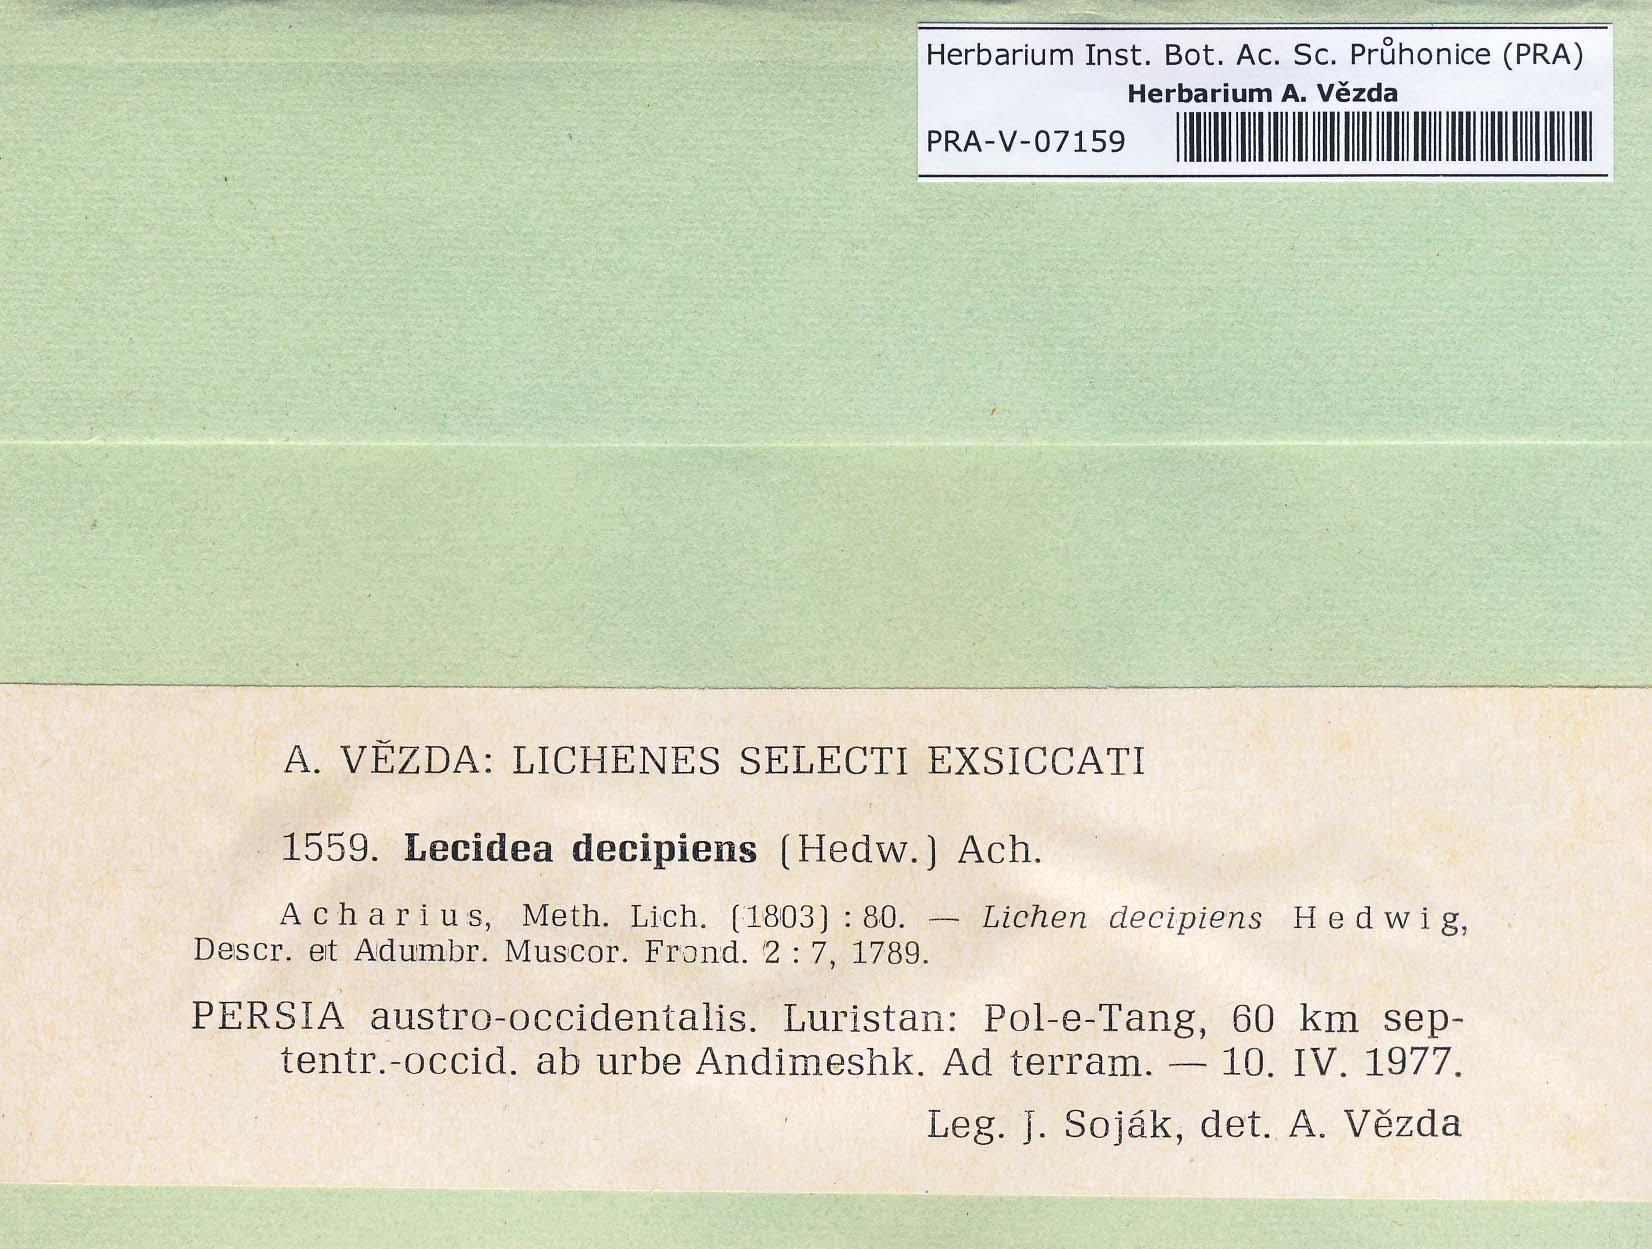 Herbarium Inst. Bot. Ac. Sc. Průhonice (PRA)
Herbarium A. Vězda
PRA-V-07159
A. VĚZDA: LICHENES SELECTI EXSICCATI
1559. Lecidea decipiens (Hedw.) Ach.
Acharius, Meth. Lich. (1803) : 80. — Lichen decipiens Hedwig,
Descr. et Adumbr. Muscor. Frond. 2 : 7, 1789.
PERSIA austro-occidentalis. Luristan: Pol-e-Tang, 60 km sep-
tentr.-occid. ab urbe Andimeshk. Ad terram. — 10. IV. 1977.
Leg. J. Soják, det. A. Vězda